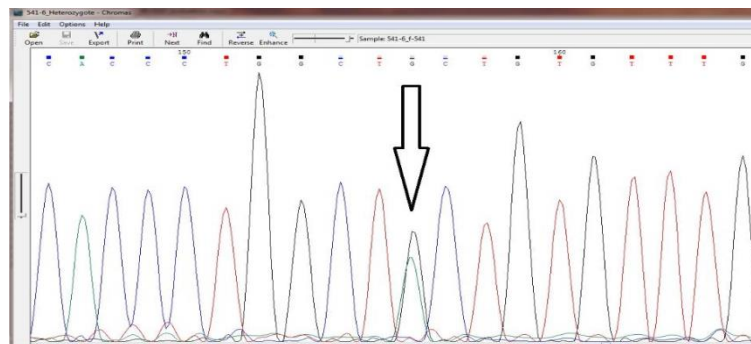 541-6_Heterozygote - Chromas
File Edit Options Help
Open Save Export Print Next Find Reverse Enhance Sample: 541-6_f-541
150 160
C A C C C T G G C T G C T G T G T T T G